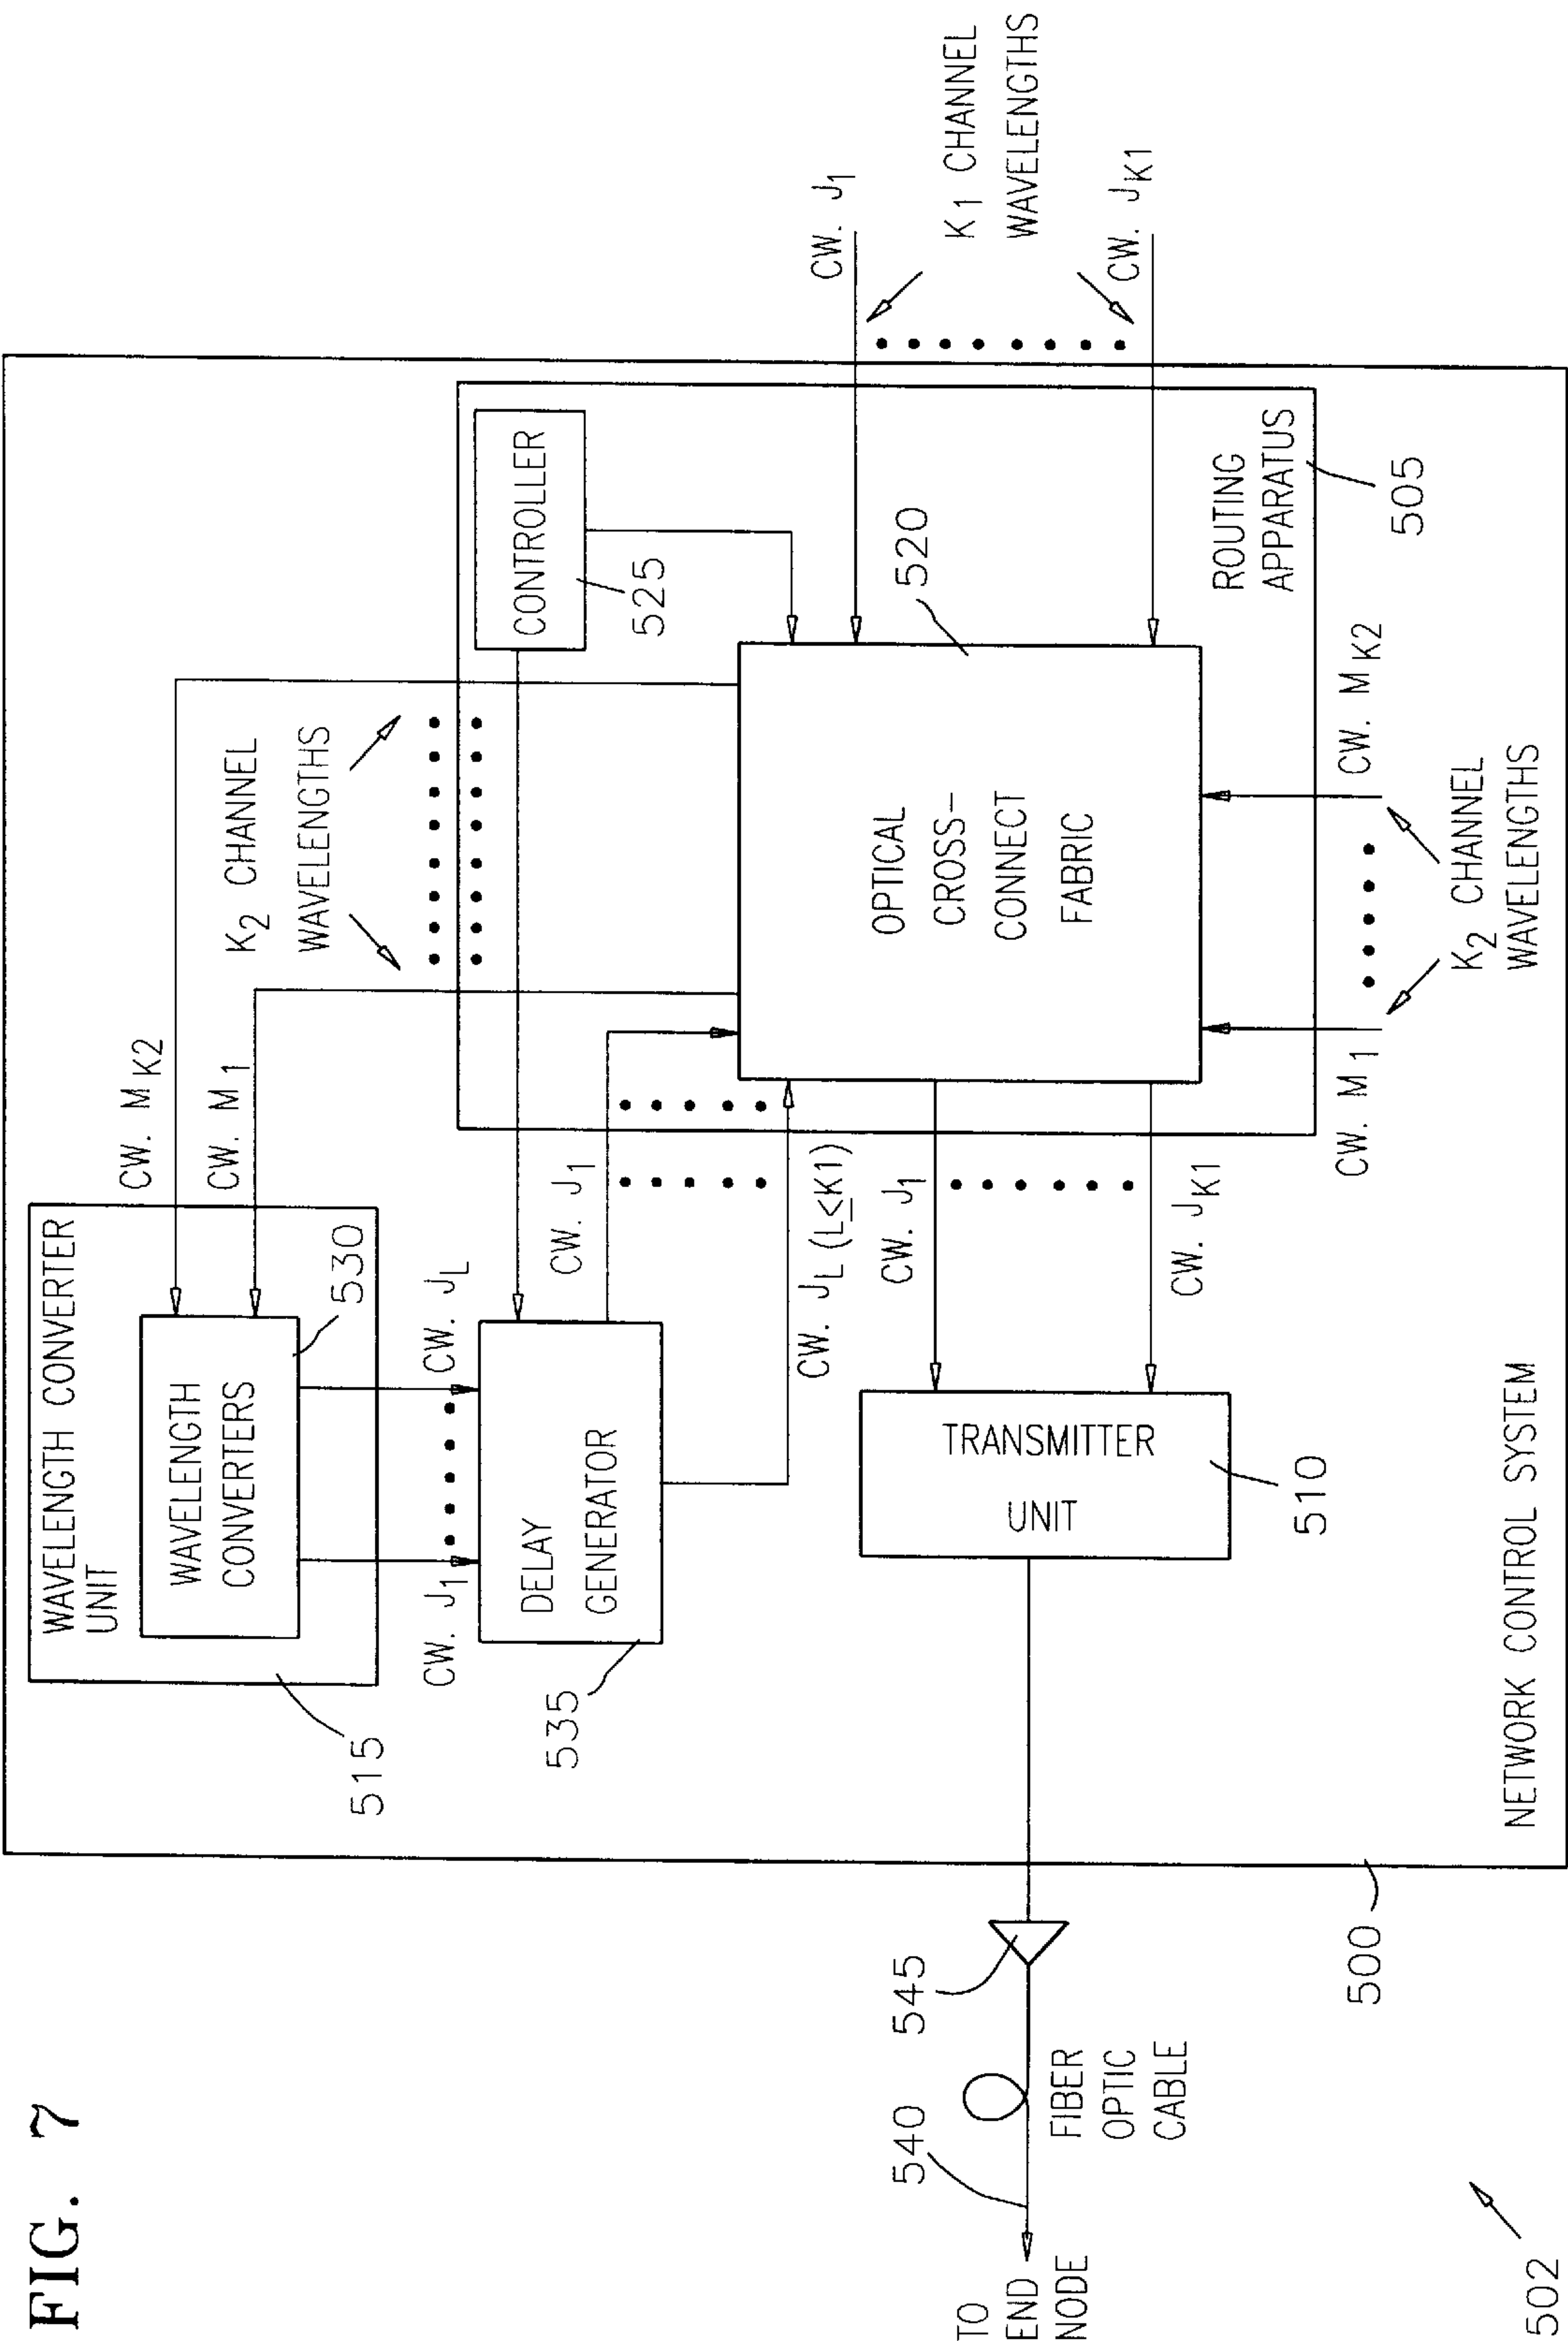 FIG. 7
K1 CHANNEL
WAVELENGTHS
CW. J1
CW. JK1
CONTROLLER
525
520
ROUTING
APPARATUS
505
OPTICAL
CROSS-
CONNECT
FABRIC
K2 CHANNEL
WAVELENGTHS
CW. MK2
CW. M1
K2 CHANNEL
WAVELENGTHS
CW. MK2
CW. M1
WAVELENGTH CONVERTER
UNIT
WAVELENGTH
CONVERTERS
530
515
CW. J1
CW. JL
DELAY
GENERATOR
535
CW. J1
CW. JL (L≤K1)
CW. J1
CW. JK1
TRANSMITTER
UNIT
510
NETWORK CONTROL SYSTEM
500
545
540
FIBER
OPTIC
CABLE
TO
END
NODE
502